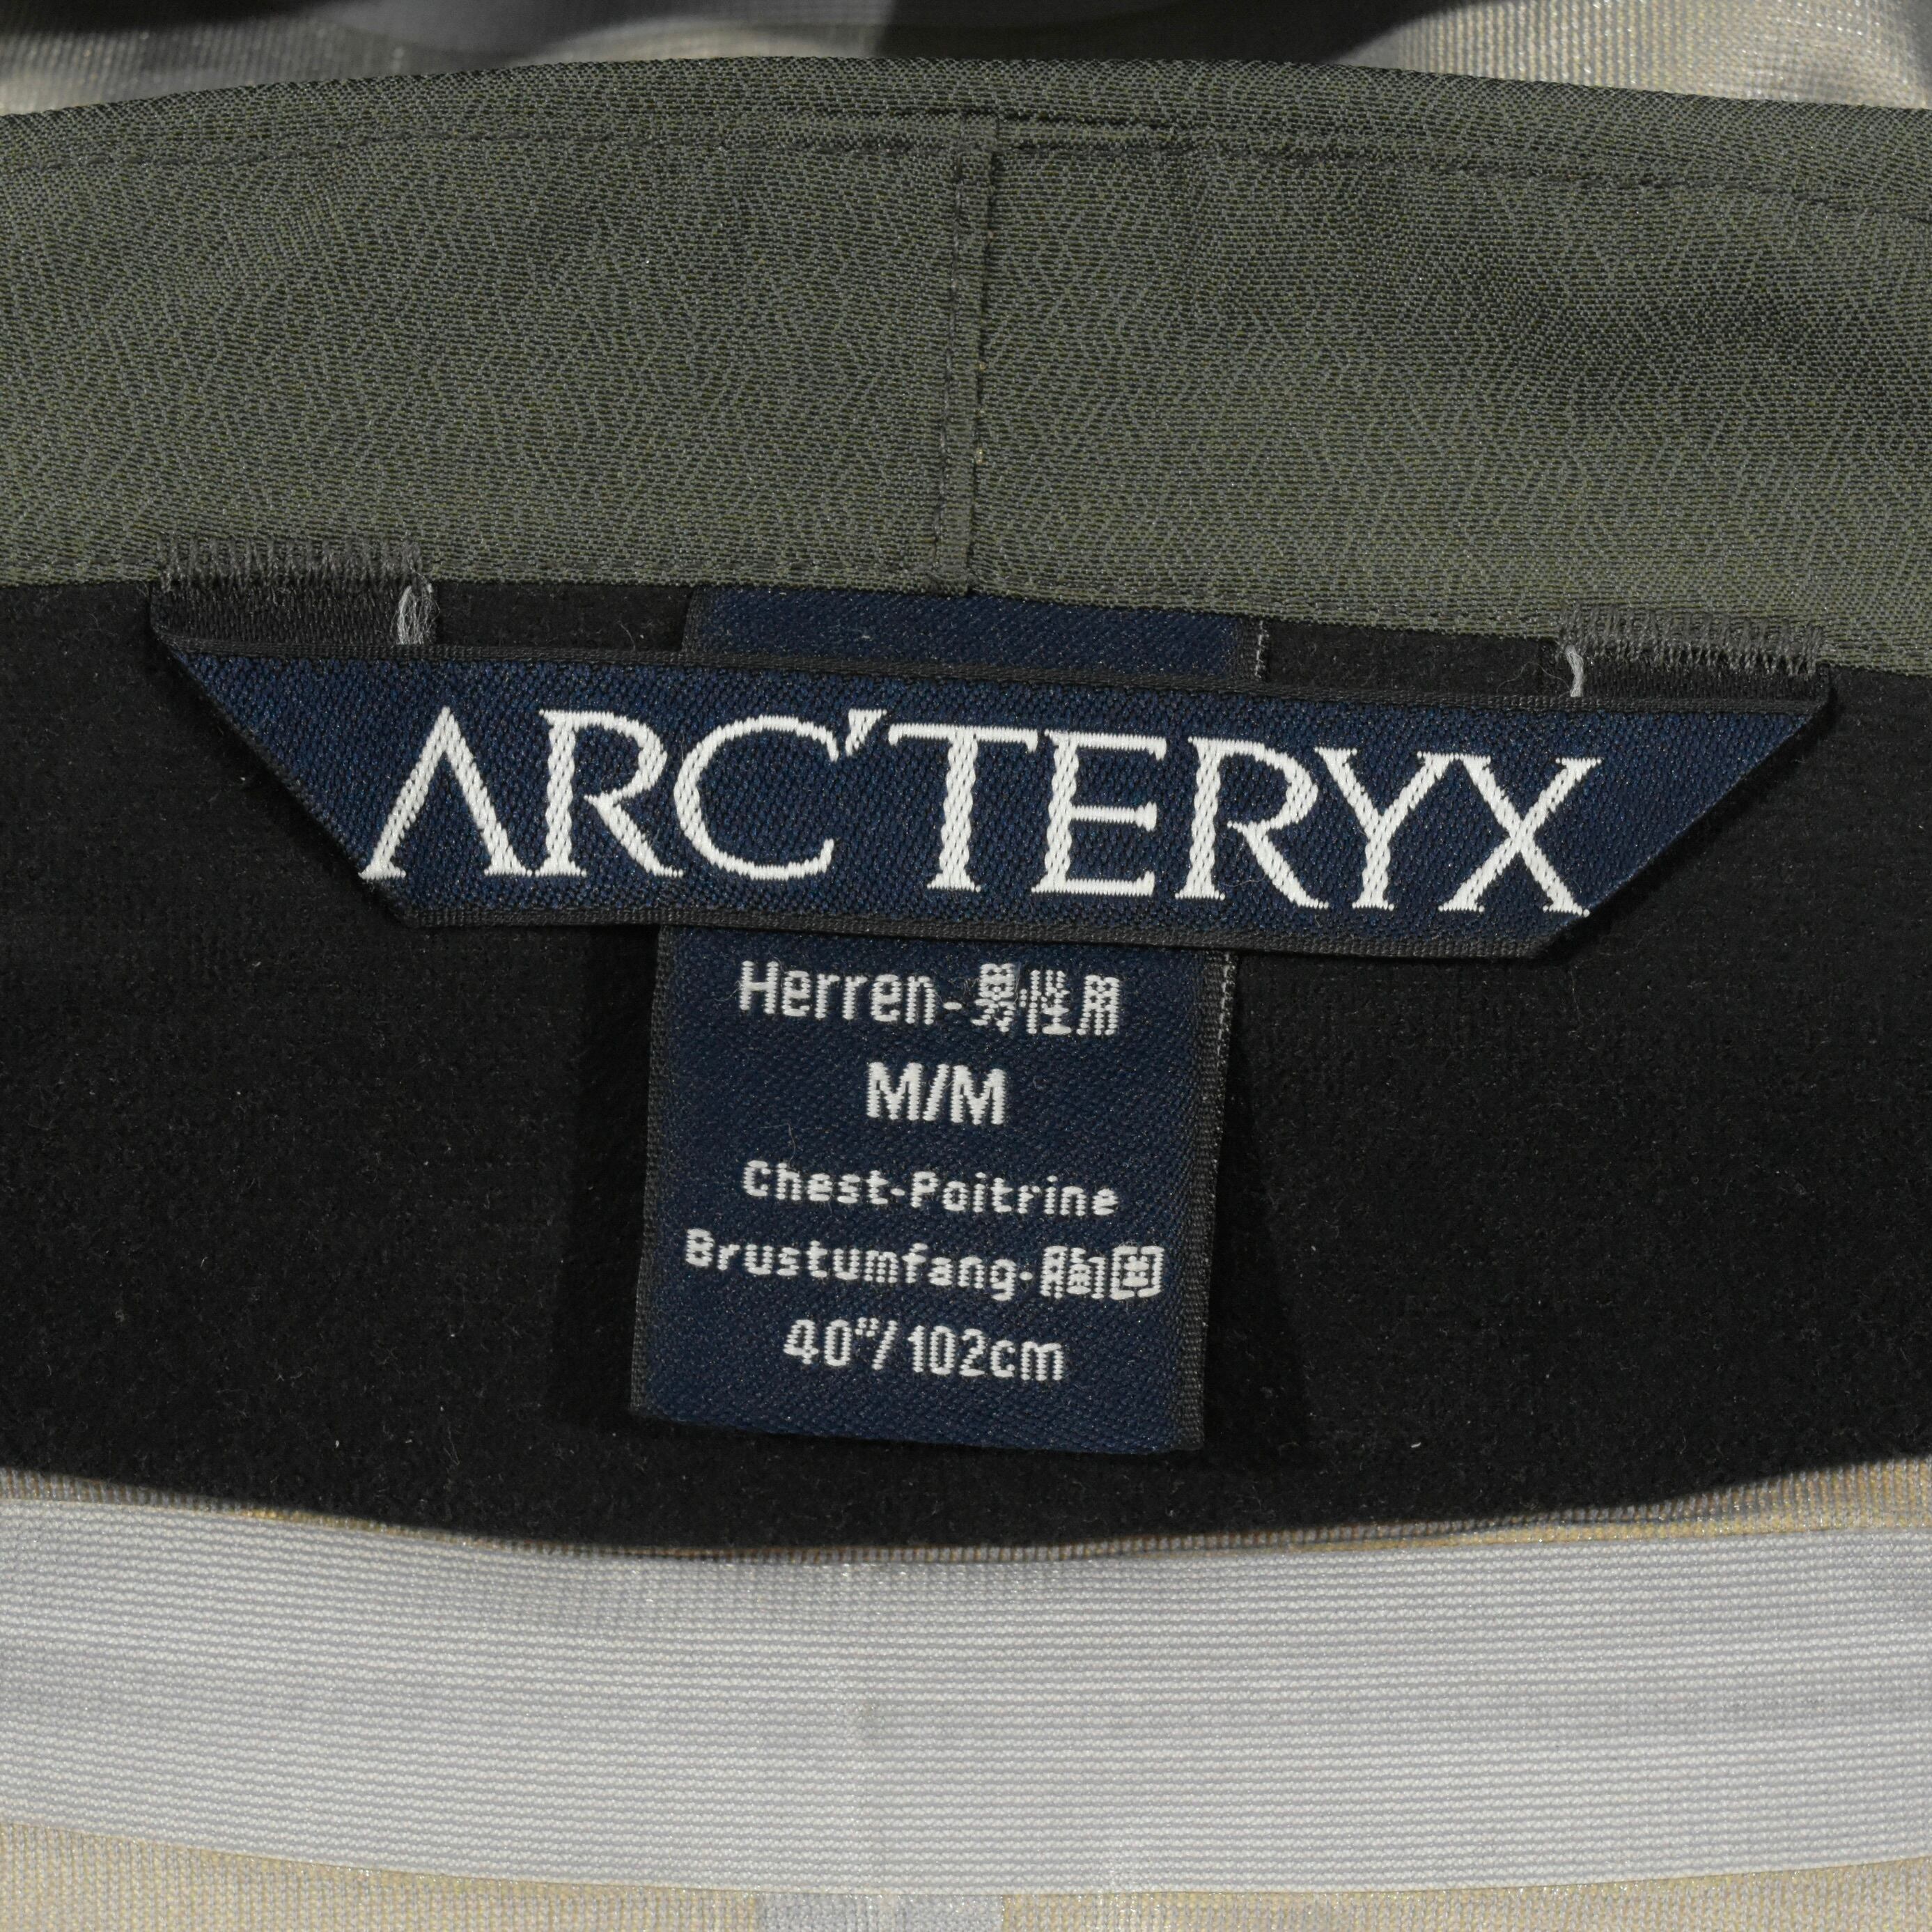 ARC'TERYX
Herren-男性用
M/M
Chest-Poitrine
Brustumfang-胸囲
40"/102cm